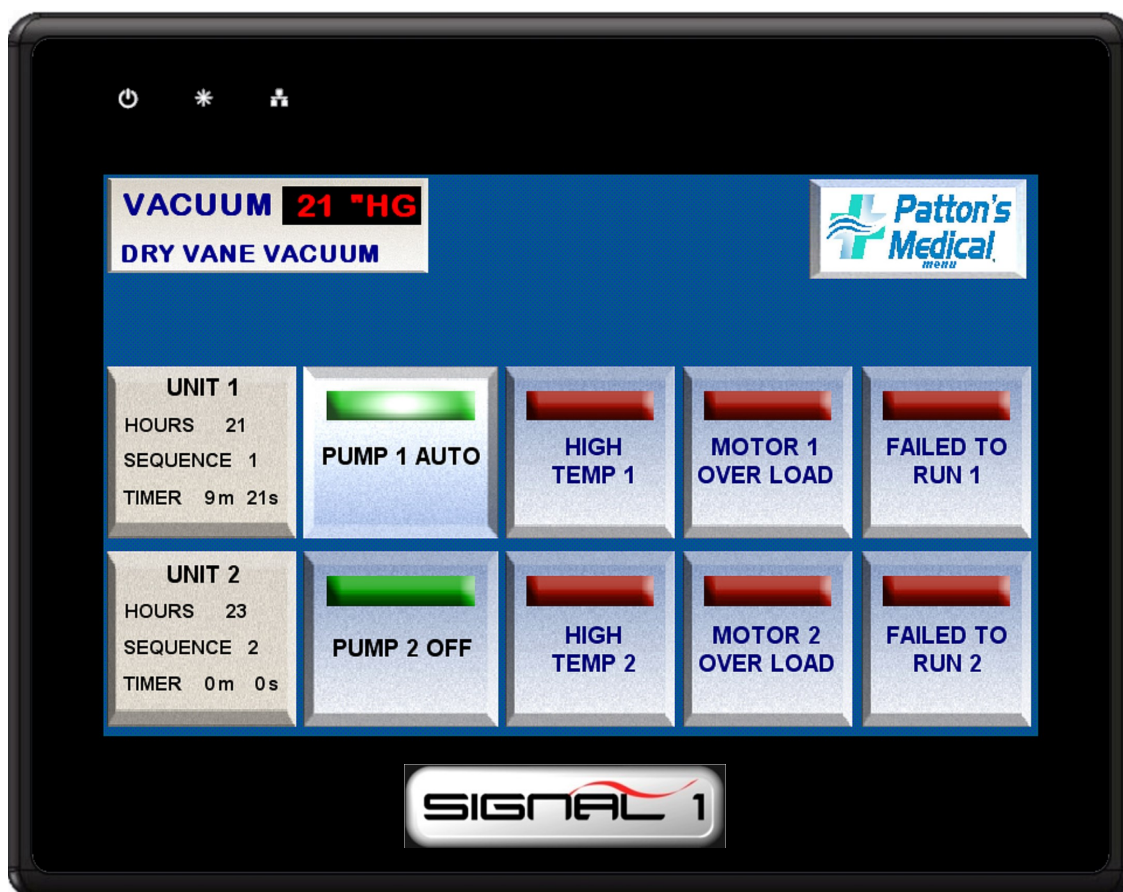 VACUUM 21 "HG
DRY VANE VACUUM
Patton's
Medical
menu
UNIT 1
HOURS 21
SEQUENCE 1
TIMER 9m 21s
PUMP 1 AUTO
HIGH
TEMP 1
MOTOR 1
OVER LOAD
FAILED TO
RUN 1
UNIT 2
HOURS 23
SEQUENCE 2
TIMER 0m 0s
PUMP 2 OFF
HIGH
TEMP 2
MOTOR 2
OVER LOAD
FAILED TO
RUN 2
SIGNAL 1